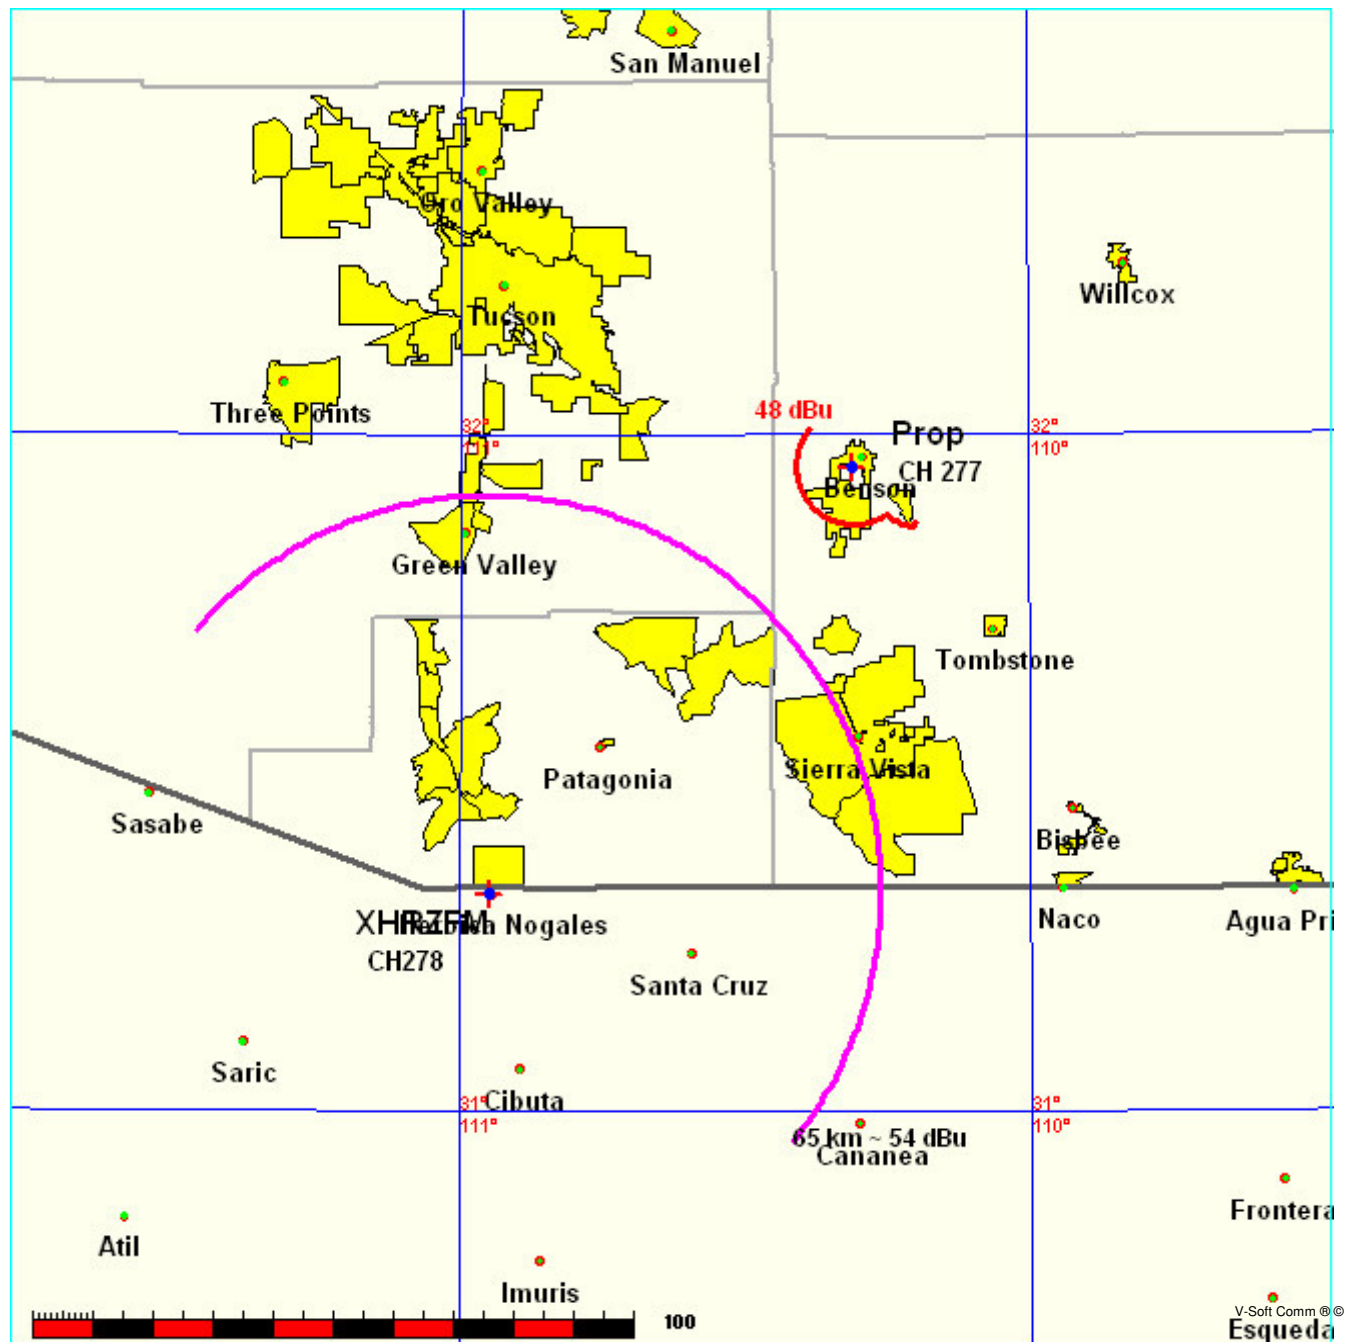 San Manuel
Oro Valley
Willcox
Tucson
Three Points
48 dBu
32°
111°
Prop
32°
110°
CH 277
Benson
Green Valley
Tombstone
Patagonia
Sierra Vista
Sasabe
Bisbee
Naco
Agua Pri
Nogales
CH278
Santa Cruz
Saric
Cibuta
31°
111°
31°
110°
65 km ~ 54 dBu
Cananea
Frontera
Atil
Imuris
100
V-Soft Comm ® ©
Esqueda